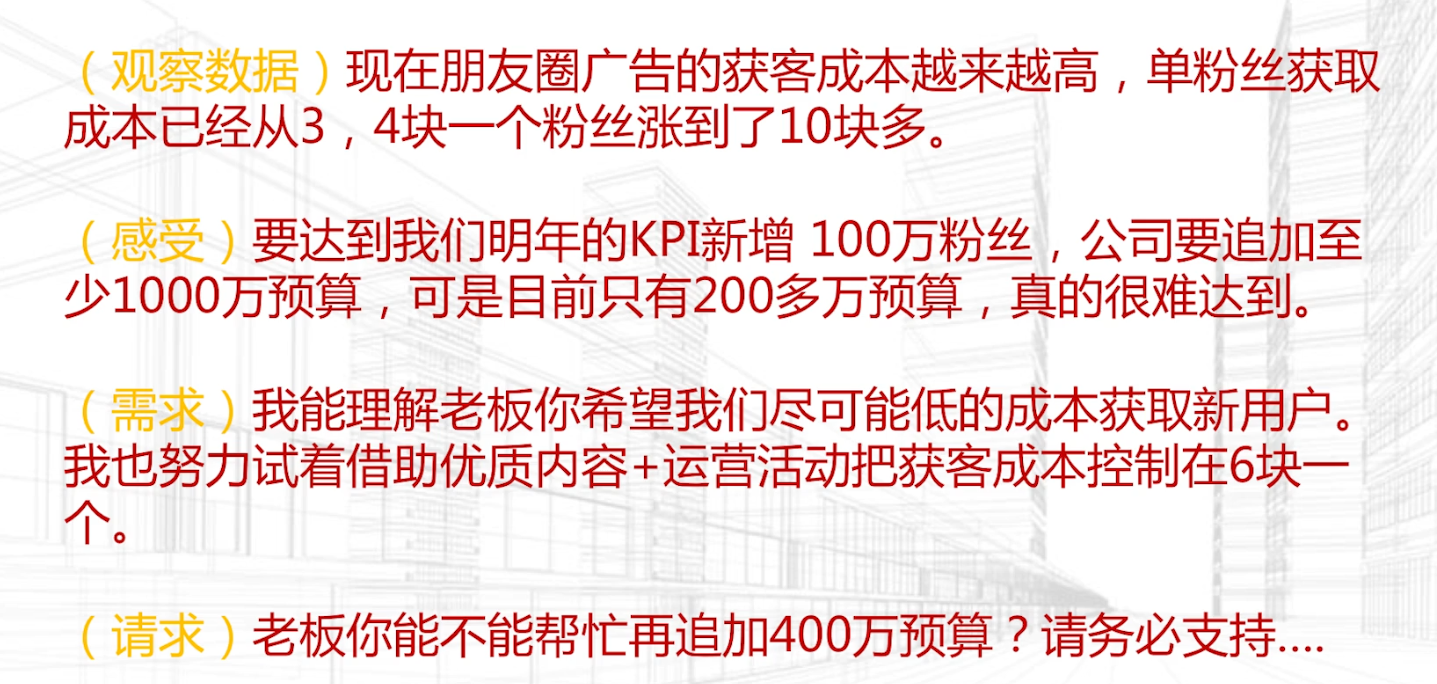 （观察数据）现在朋友圈广告的获客成本越来越高，单粉丝获取
成本已经从3，4块一个粉丝涨到了10块多。
（感受）要达到我们明年的KPI新增 100万粉丝，公司要追加至
少1000万预算，可是目前只有200多万预算，真的很难达到。
（需求）我能理解老板你希望我们尽可能低的成本获取新用户。
我也努力试着借助优质内容+运营活动把获客成本控制在6块一
个。
（请求）老板你能不能帮忙再追加400万预算？请务必支持....